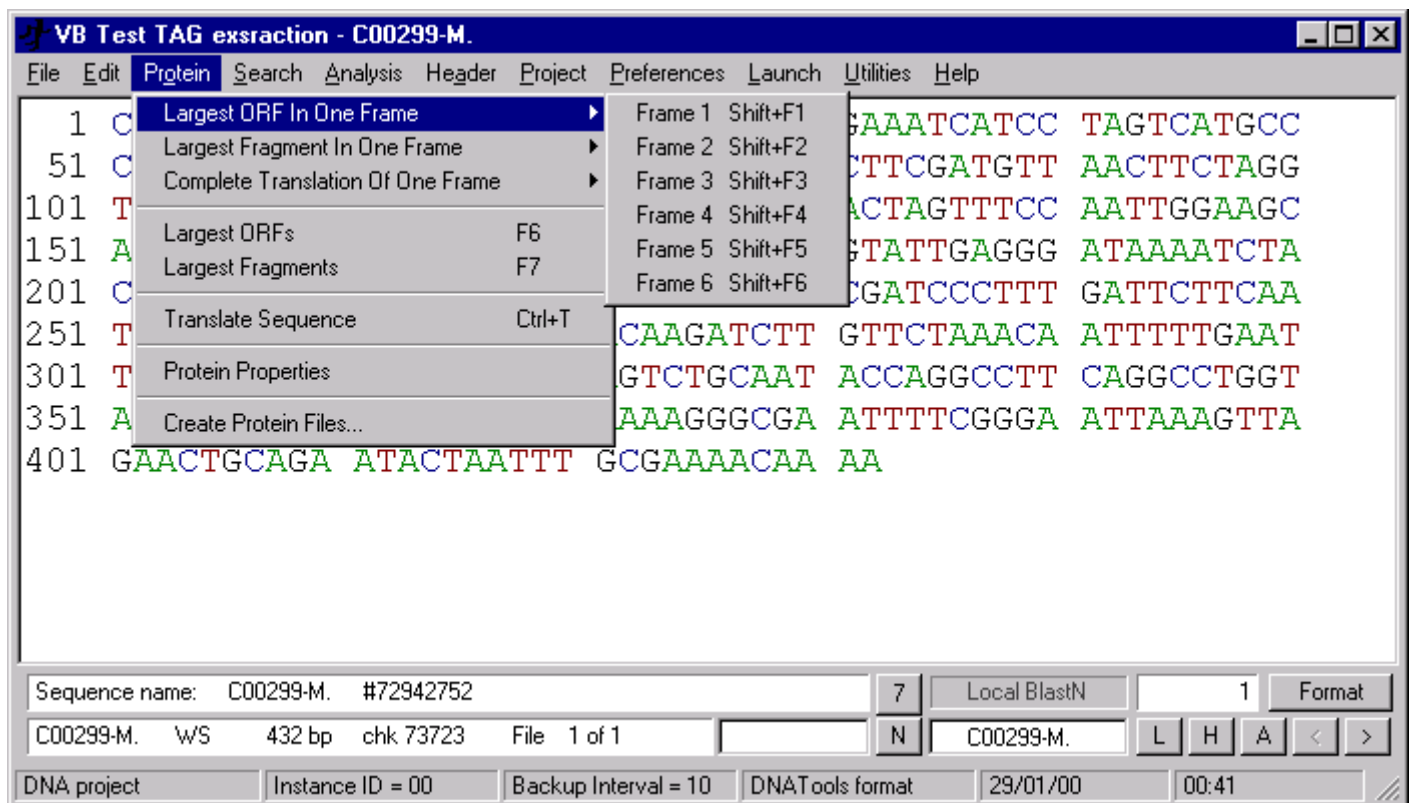 VB Test TAG exsraction - C00299-M.
File Edit Protein Search Analysis Header Project Preferences Launch Utilities Help
Largest ORF In One Frame
Largest Fragment In One Frame
Complete Translation Of One Frame
Largest ORFs F6
Largest Fragments F7
Translate Sequence Ctrl+T
Protein Properties
Create Protein Files...
Frame 1 Shift+F1
Frame 2 Shift+F2
Frame 3 Shift+F3
Frame 4 Shift+F4
Frame 5 Shift+F5
Frame 6 Shift+F6
1 C GAAATCATCC TAGTCATGCC
51 C CTTCGATGTT AACTTCTAGG
101 T ACTAGTTTCC AATTGGAAGC
151 A GTATTGAGGG ATAAAATCTA
201 C CGATCCCTTT GATTCTTCAA
251 T CAAGATCTT GTTCTAAACA ATTTTTGAAT
301 T GTCTGCAAT ACCAGGCCTT CAGGCCTGGT
351 A AAAGGGCGA ATTTTCGGGA ATTAAAGTTA
401 GAACTGCAGA ATACTAATTT GCGAAAACAA AA
Sequence name: C00299-M. #72942752 7 Local BlastN 1 Format
C00299-M. WS 432 bp chk 73723 File 1 of 1 N C00299-M. L H A < >
DNA project Instance ID = 00 Backup Interval = 10 DNATools format 29/01/00 00:41